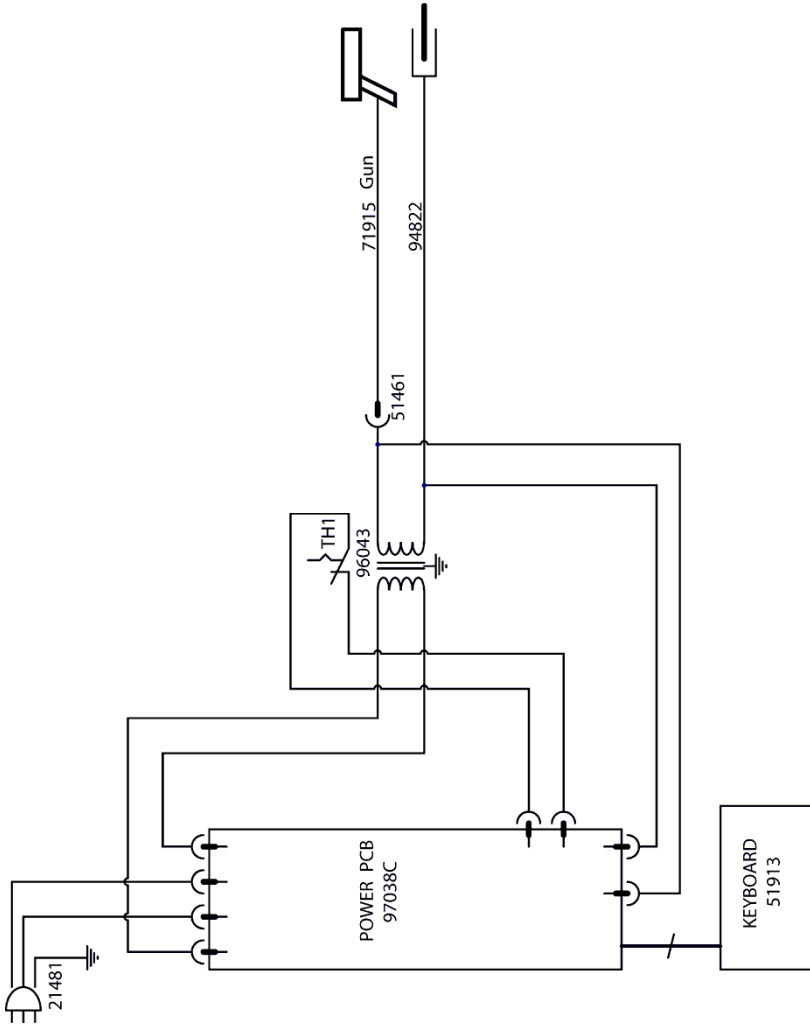 71915 Gun
94822
51461
TH1
96043
POWER PCB
97038C
KEYBOARD
51913
21481